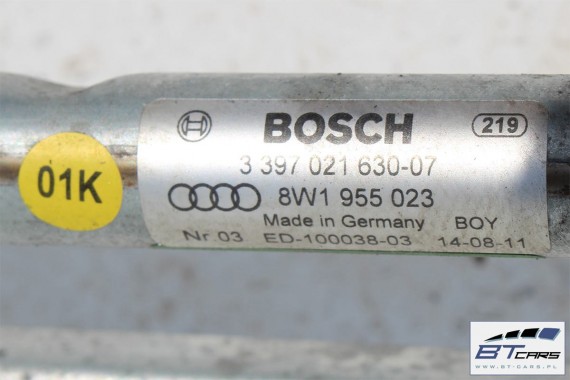 BOSCH
219
3 397 021 630-07
01K
8W1 955 023
Made in Germany BOY
Nr.03 ED-100038-03 14-08-11
BTCARS
WWW.BT-CARS.PL